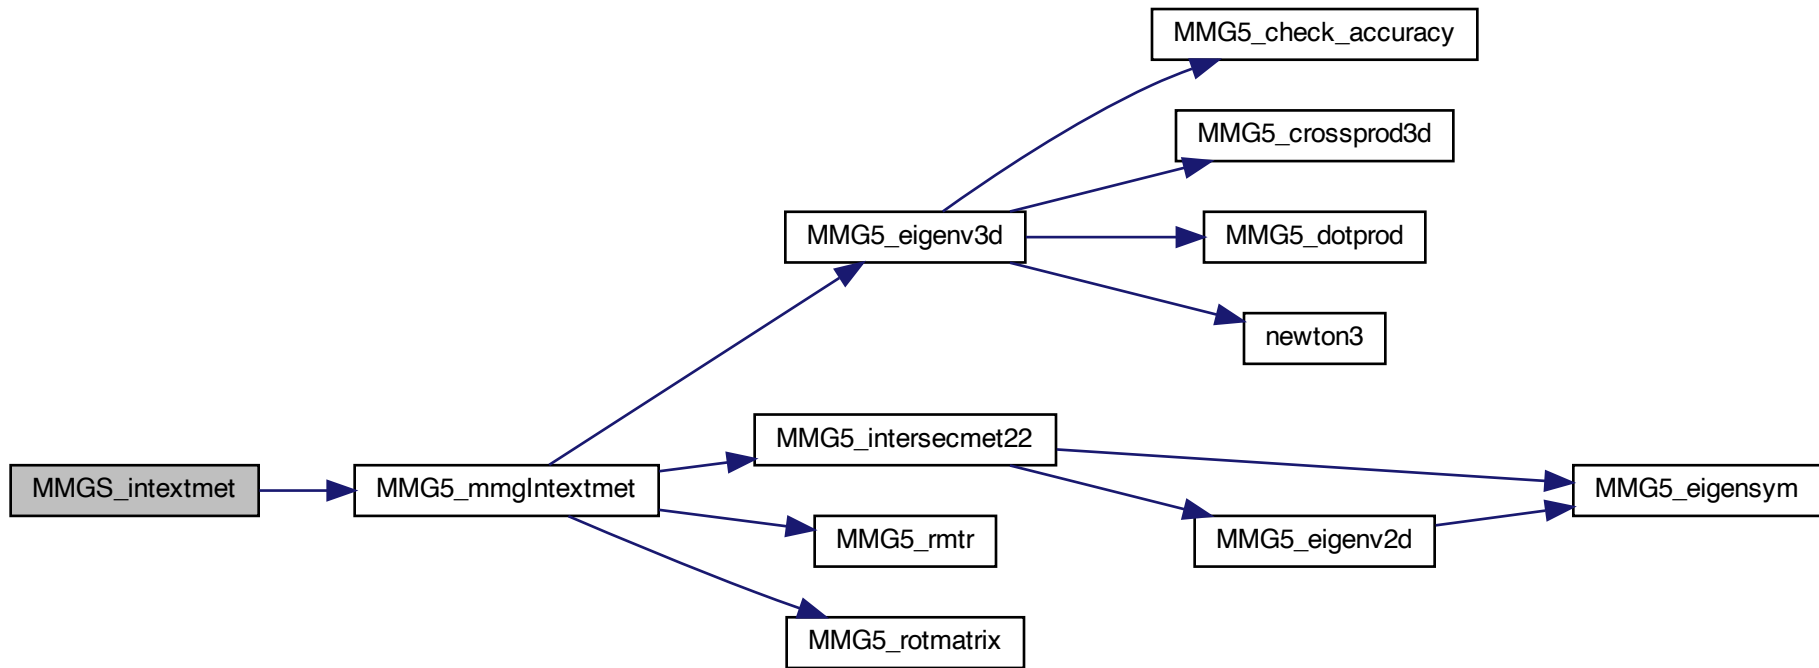 MMG5_check_accuracy
MMG5_crossprod3d
MMG5_eigenv3d
MMG5_dotprod
newton3
MMG5_intersecmet22
MMGS_intextmet
MMG5_mmgIntextmet
MMG5_eigensym
MMG5_rmtr
MMG5_eigenv2d
MMG5_rotmatrix